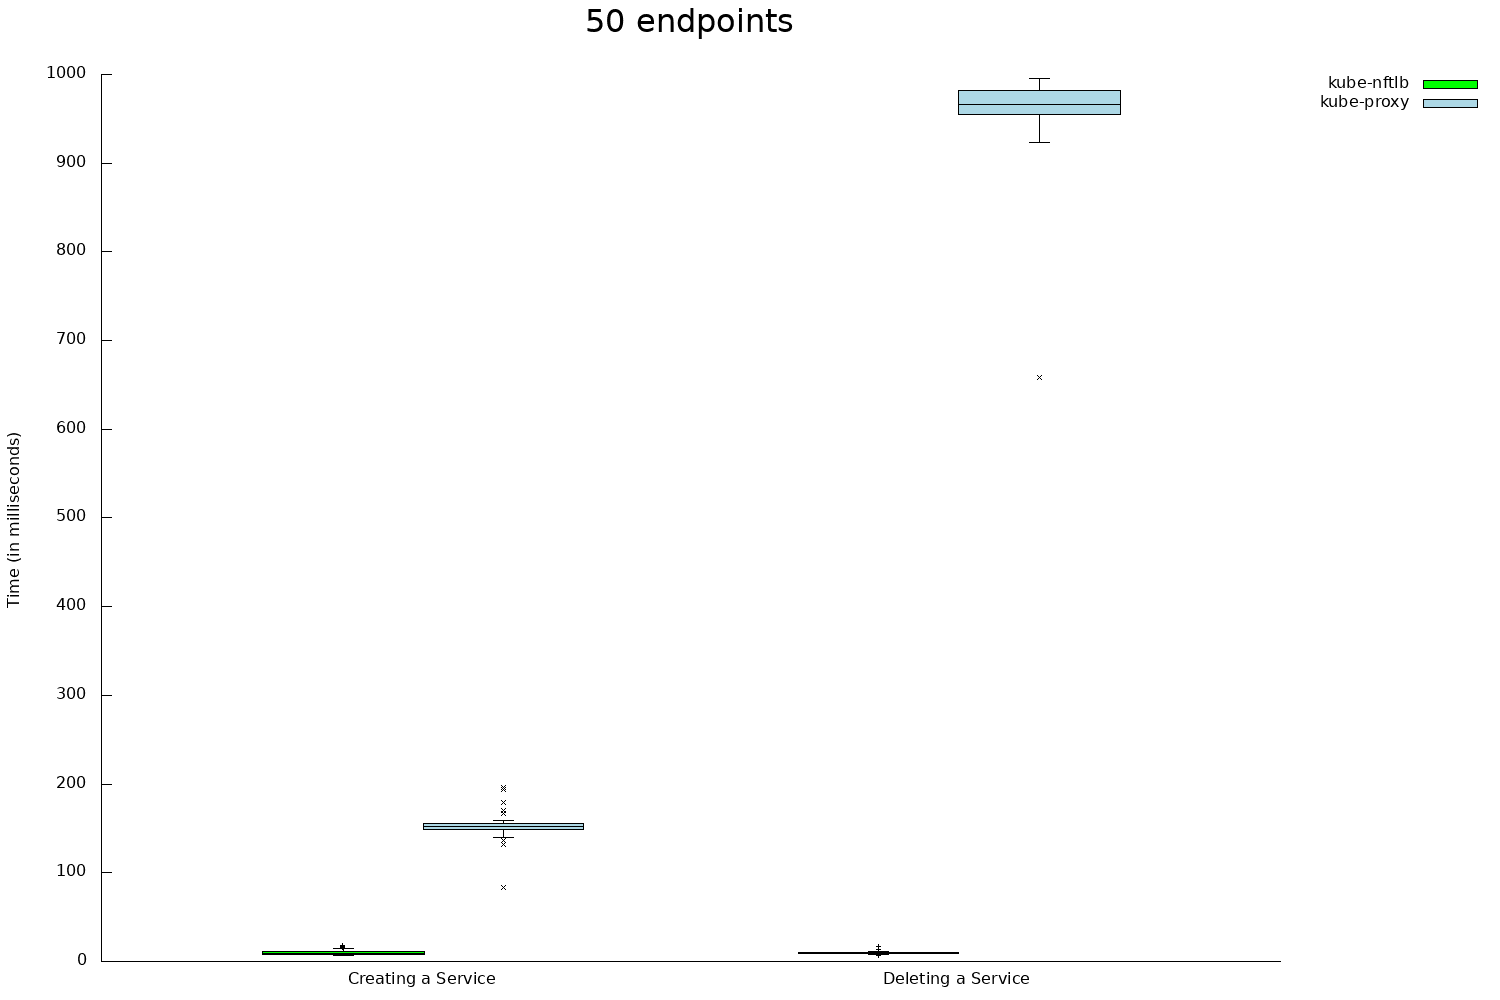 50 endpoints
kube-nftlb
kube-proxy
1000
900
800
700
600
500
400
300
200
100
0
Time (in milliseconds)
Creating a Service
Deleting a Service